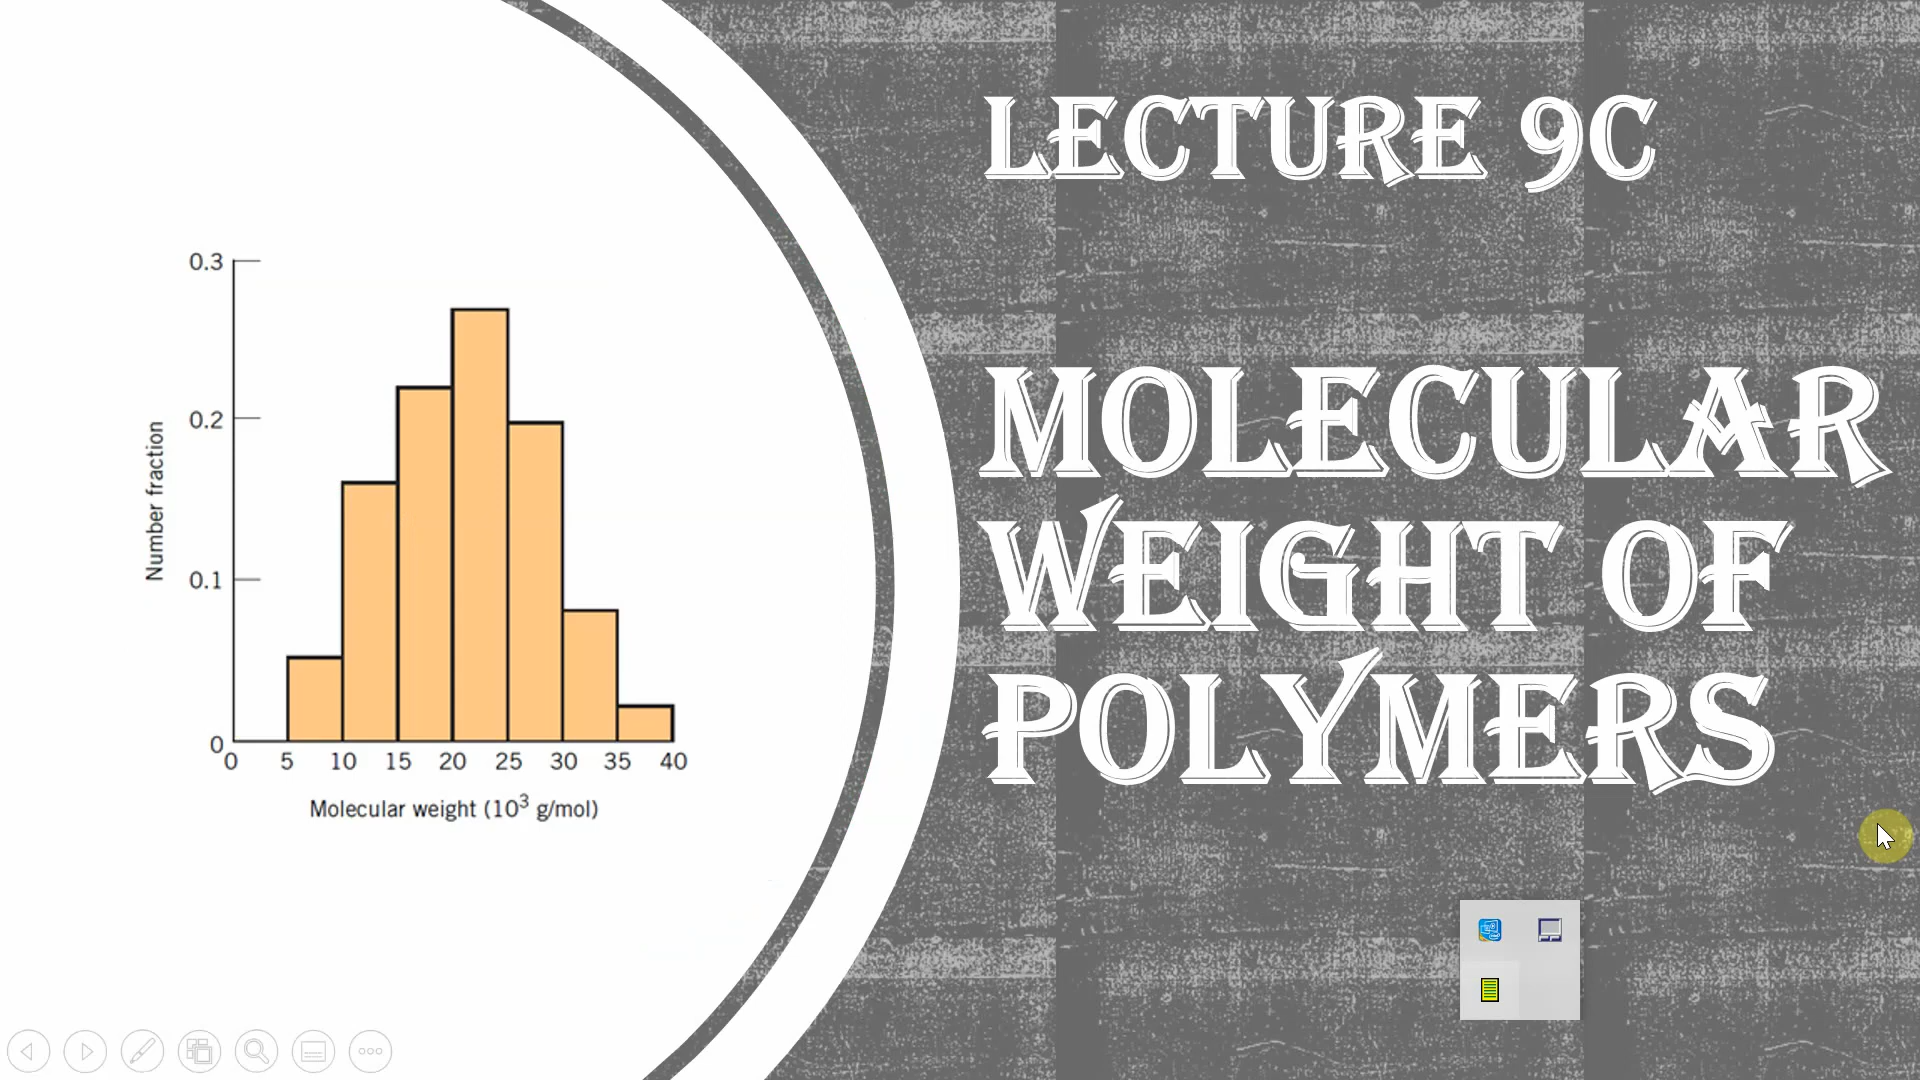 LECTURE 9C
MOLECULAR
WEIGHT OF
POLYMERS
0.3
0.2
0.1
0
Number fraction
0 5 10 15 20 25 30 35 40
Molecular weight (10³ g/mol)